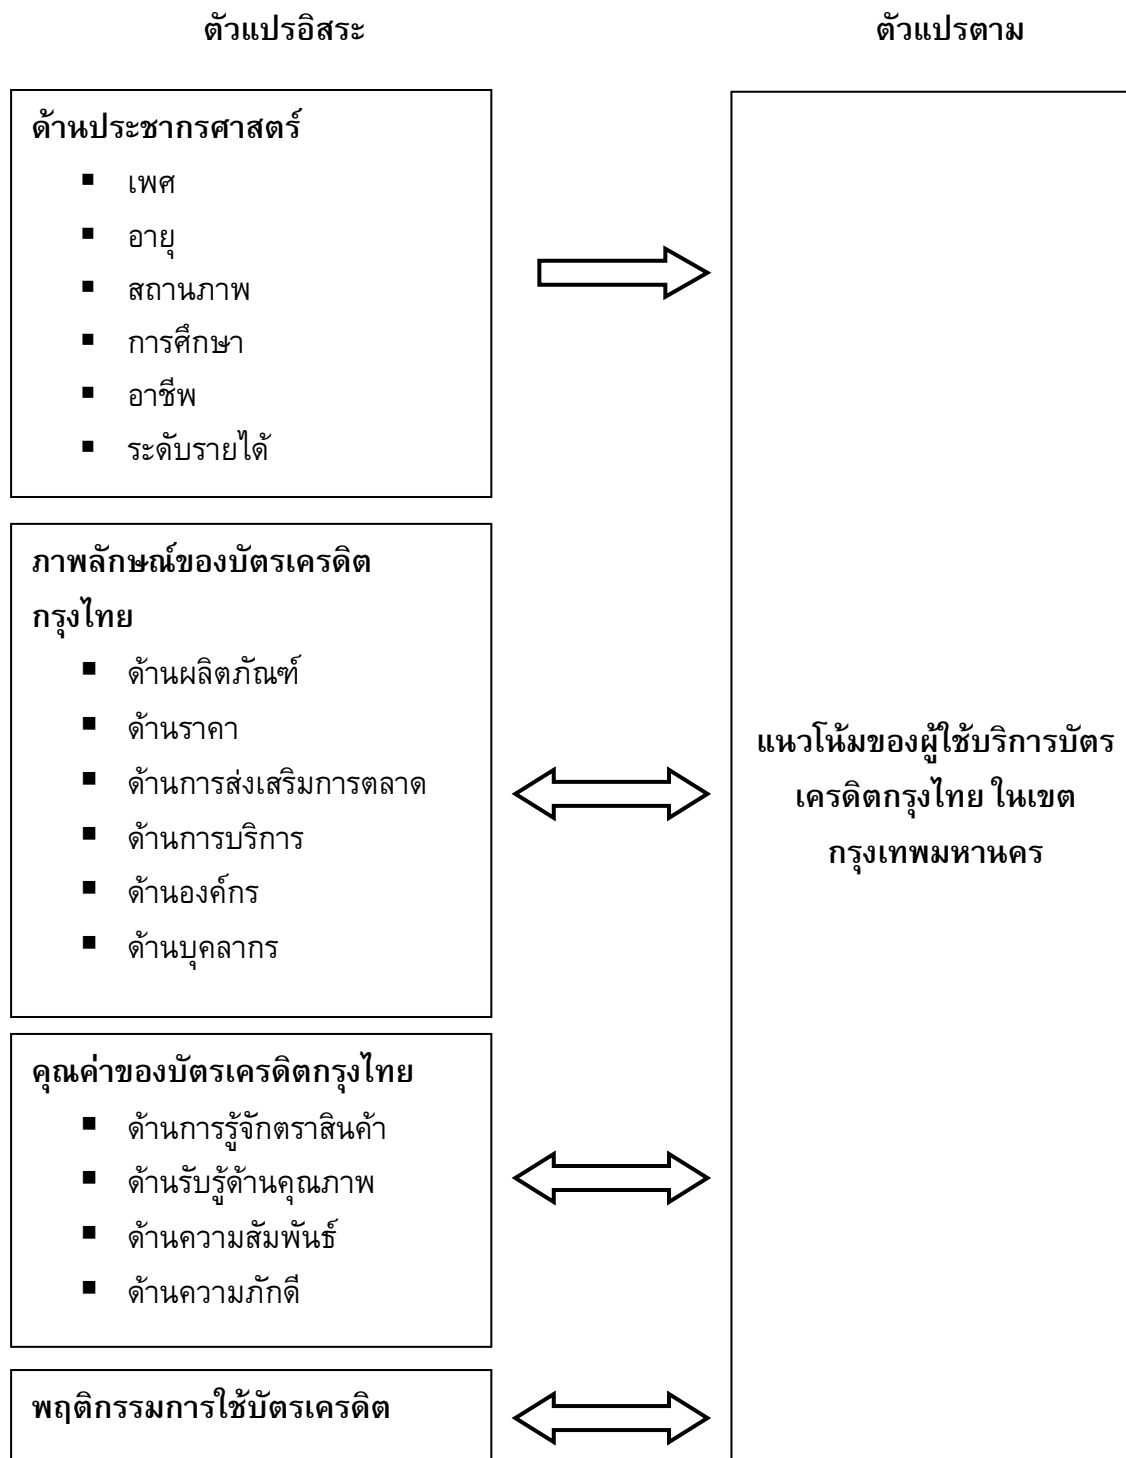 ตัวแปรอิสระ
ตัวแปรตาม
ด้านประชากรศาสตร์
▪ เพศ
▪ อายุ
▪ สถานภาพ
▪ การศึกษา
▪ อาชีพ
▪ ระดับรายได้
ภาพลักษณ์ของบัตรเครดิต
กรุงไทย
▪ ด้านผลิตภัณฑ์
▪ ด้านราคา
▪ ด้านการส่งเสริมการตลาด
▪ ด้านการบริการ
▪ ด้านองค์กร
▪ ด้านบุคลากร
คุณค่าของบัตรเครดิตกรุงไทย
▪ ด้านการรู้จักตราสินค้า
▪ ด้านรับรู้ด้านคุณภาพ
▪ ด้านความสัมพันธ์
▪ ด้านความภักดี
พฤติกรรมการใช้บัตรเครดิต
แนวโน้มของผู้ใช้บริการบัตร
เครดิตกรุงไทย ในเขต
กรุงเทพมหานคร